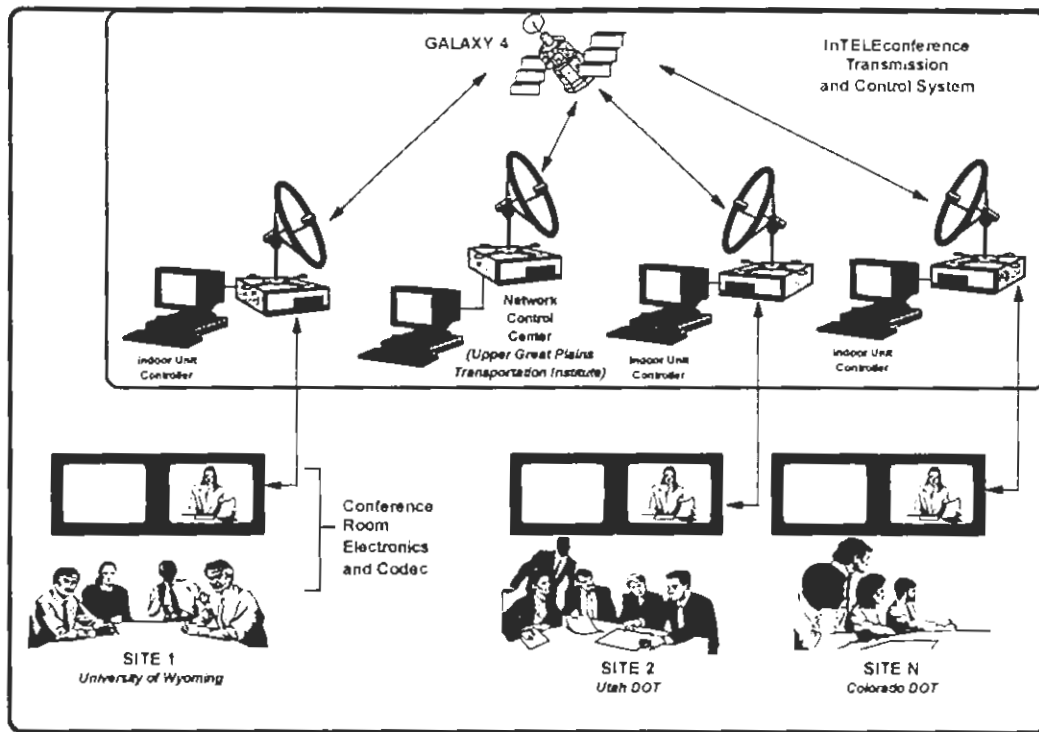 GALAXY 4
InTELEconference
Transmission
and Control System
Indoor Unit
Controller
Network
Control
Center
(Upper Great Plains
Transportation Institute)
Indoor Unit
Controller
Indoor Unit
Controller
Conference
Room
Electronics
and Codec
SITE 1
University of Wyoming
SITE 2
Utah DOT
SITE N
Colorado DOT